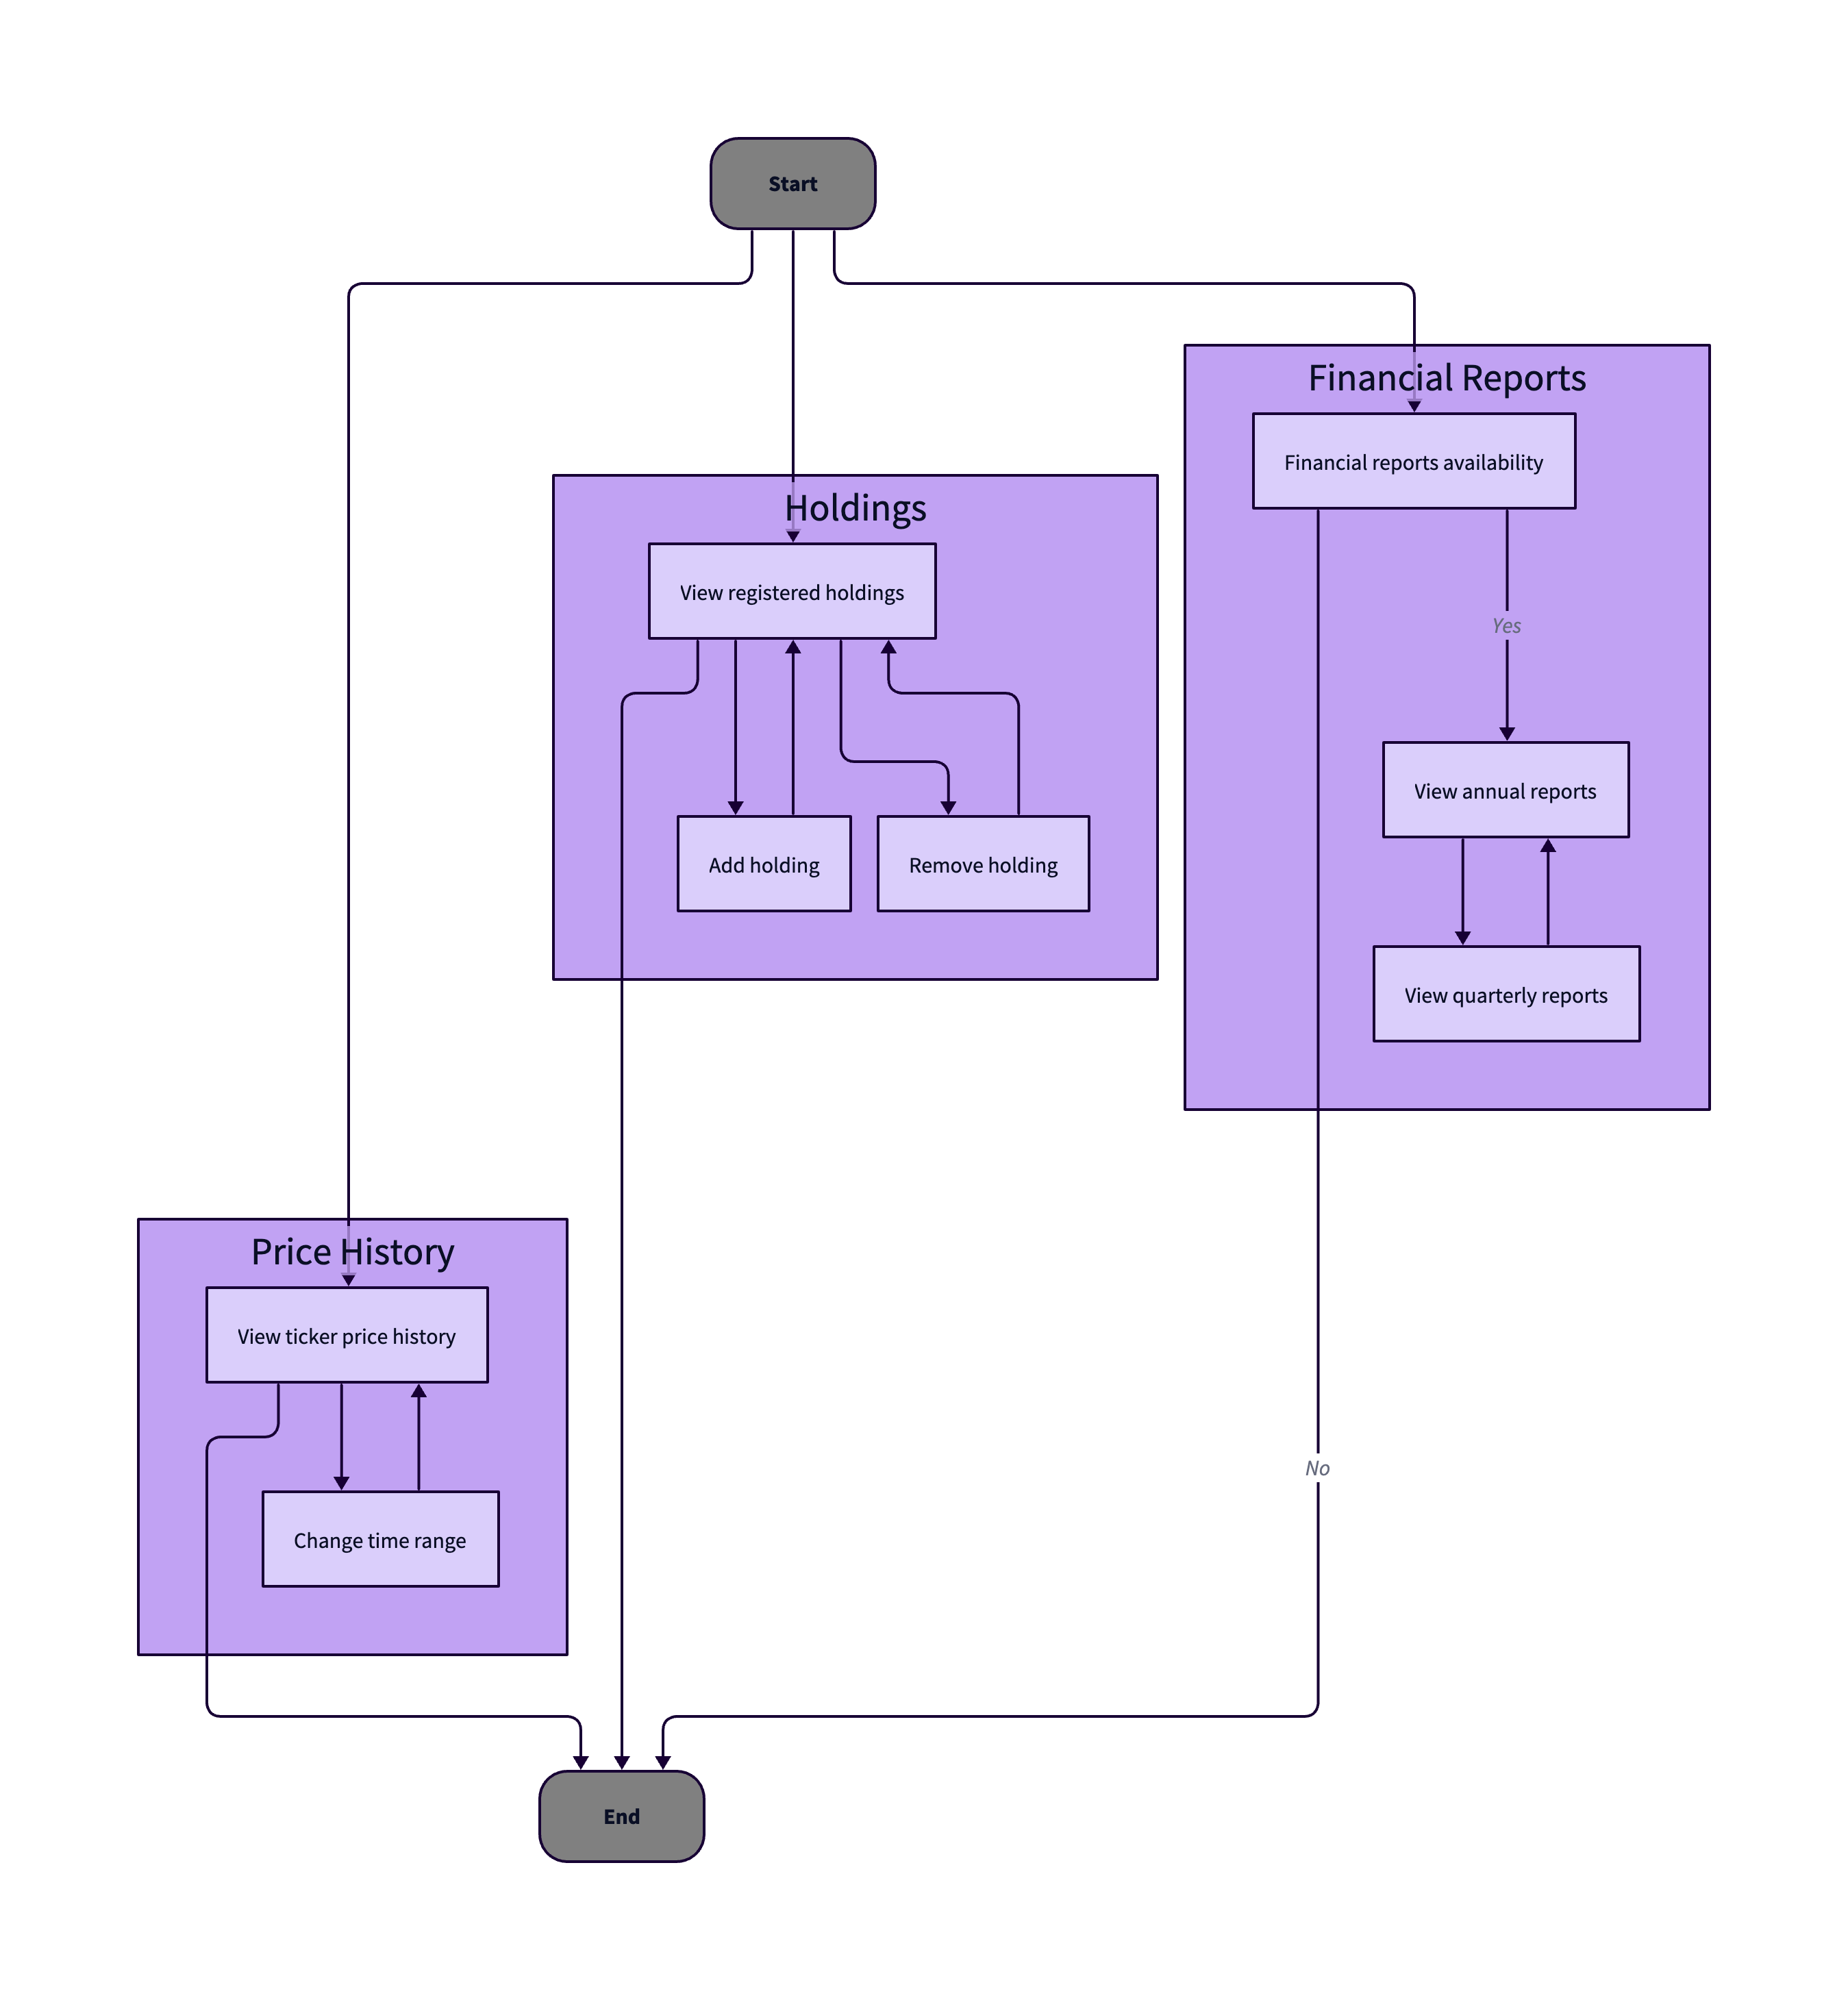 Start
Financial Reports
Financial reports availability
Holdings
View registered holdings
Yes
View annual reports
Add holding
Remove holding
View quarterly reports
Price History
View ticker price history
No
Change time range
End